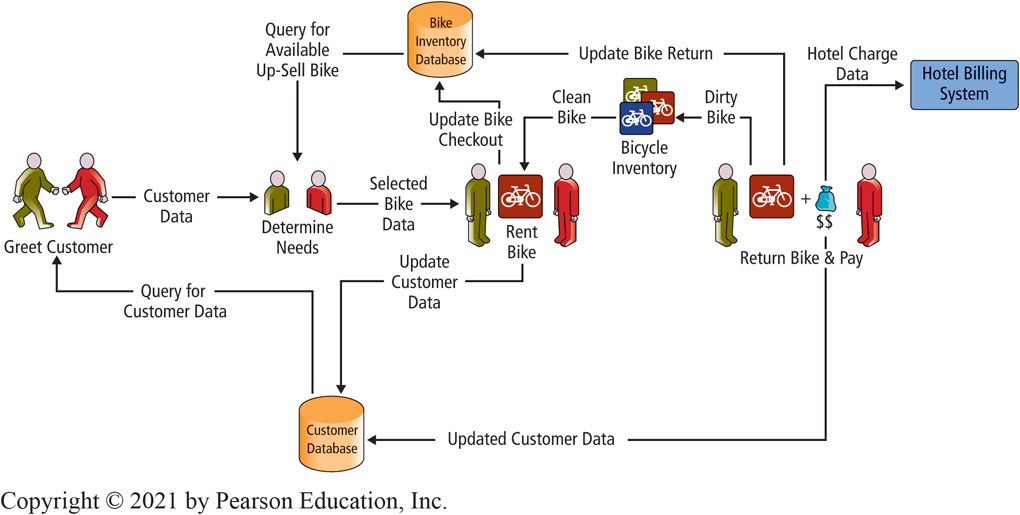 Query for
Available
Up-Sell Bike
Bike
Inventory
Database
Update Bike Return
Hotel Charge
Data
Hotel Billing
System
Update Bike
Checkout
Clean
Bike
Dirty
Bike
Bicycle
Inventory
Customer
Data
Selected
Bike
Data
Greet Customer
Determine
Needs
Rent
Bike
+
$$
Return Bike & Pay
Update
Customer
Data
Query for
Customer Data
Customer
Database
Updated Customer Data
Copyright © 2021 by Pearson Education, Inc.